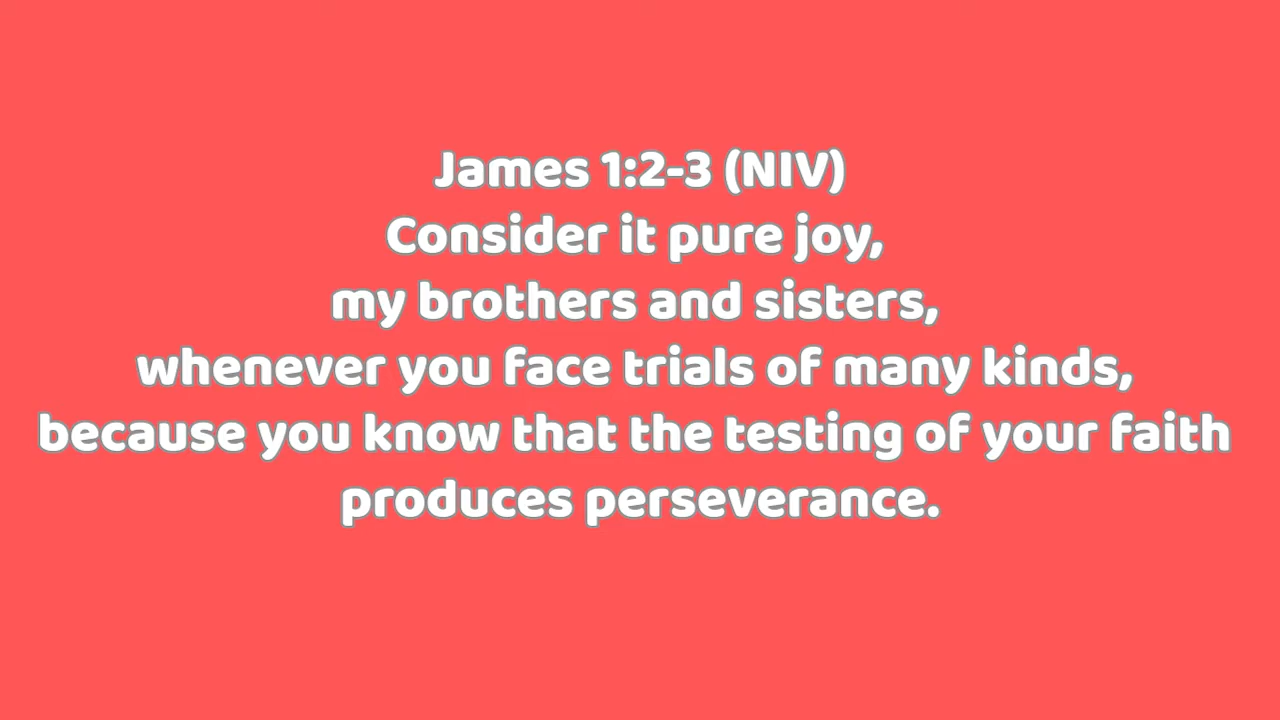 James 1:2-3 (NIV)
Consider it pure joy,
my brothers and sisters,
whenever you face trials of many kinds,
because you know that the testing of your faith
produces perseverance.